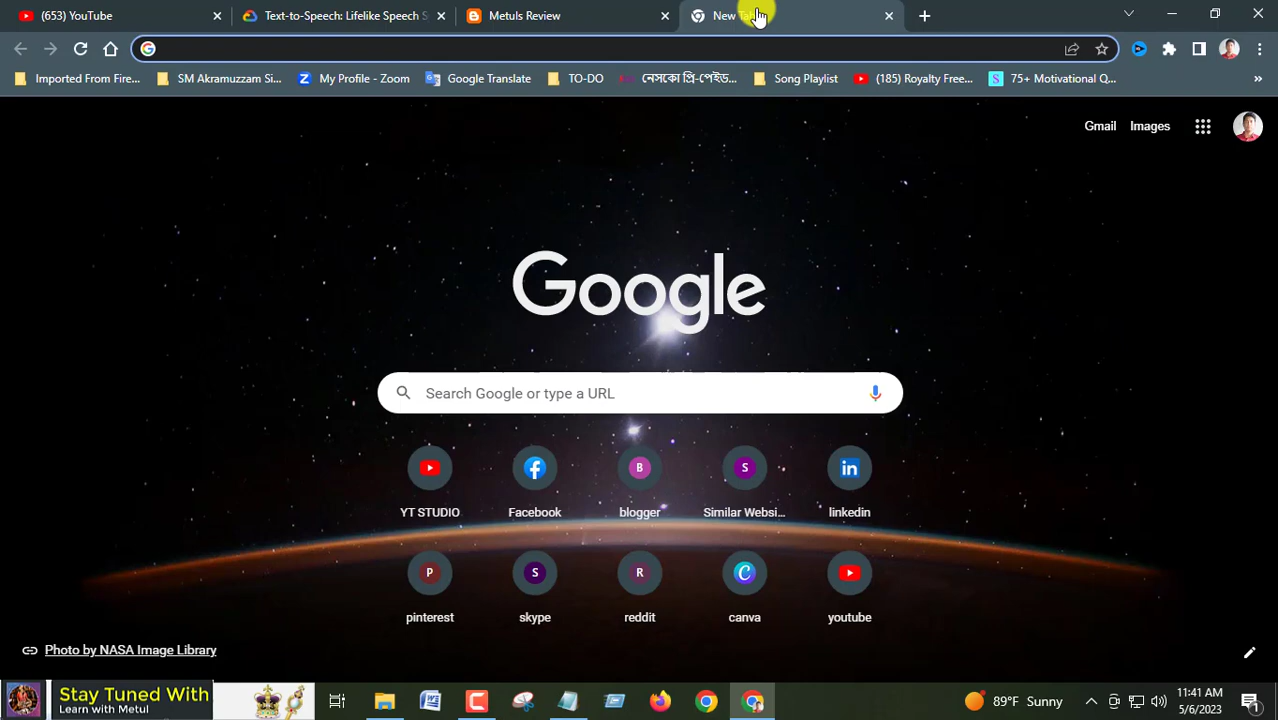 (653) YouTube
Text-to-Speech: Lifelike Speech S
Metuls Review
New
Imported From Fire...
SM Akramuzzam Si...
My Profile - Zoom
Google Translate
TO-DO
নেসকো প্রি-পেইড...
Song Playlist
(185) Royalty Free...
75+ Motivational Q...
»
Gmail
Images
Google
Search Google or type a URL
YT STUDIO
Facebook
B
blogger
S
Similar Websi...
in
linkedin
P
pinterest
S
skype
R
reddit
C
canva
youtube
Photo by NASA Image Library
Stay Tuned With
Learn with Metul
89°F Sunny
11:41 AM
5/6/2023